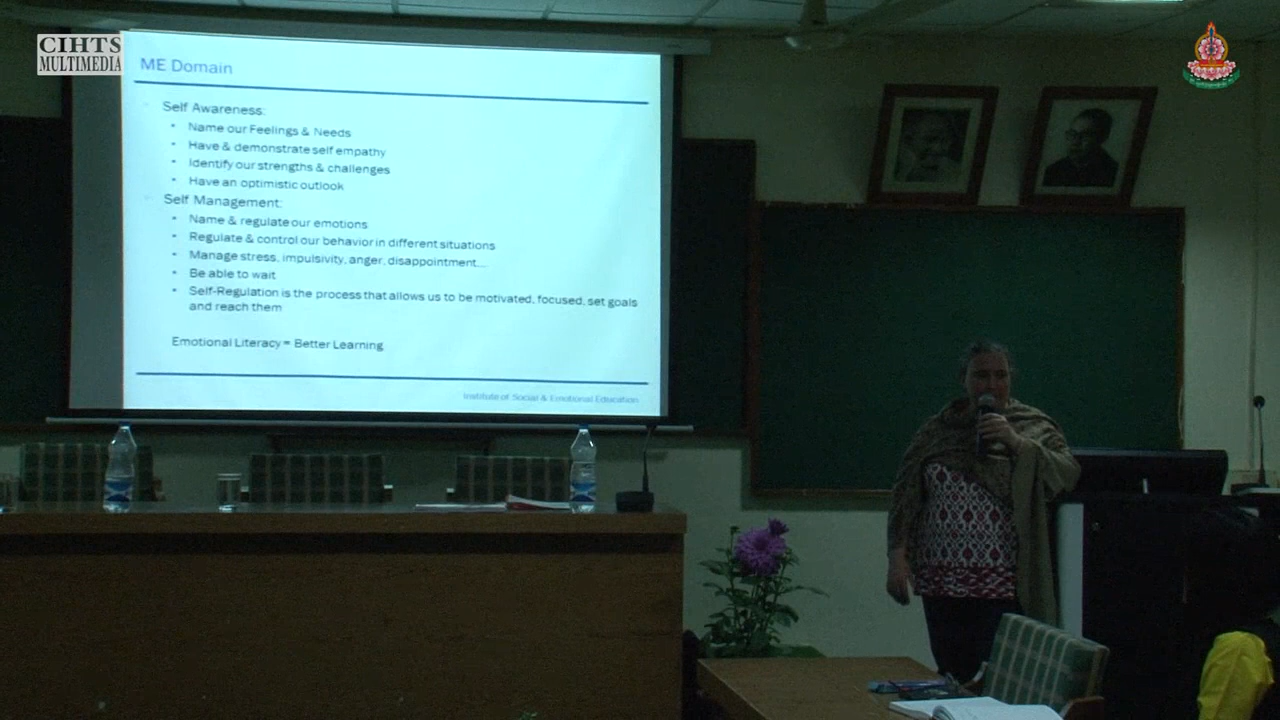 CIHTS
MULTIMEDIA
ME Domain
Self Awareness:
Name our Feelings & Needs
Have & demonstrate self empathy
Identify our strengths & challenges
Have an optimistic outlook
Self Management:
Name & regulate our emotions
Regulate & control our behavior in different situations
Manage stress, impulsivity, anger, disappointment...
Be able to wait
Self-Regulation is the process that allows us to be motivated, focused, set goals
and reach them
Emotional Literacy = Better Learning
Institute of Social & Emotional Education